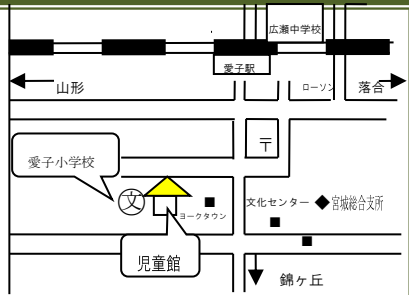 広瀬中学校
愛子駅
山形
ローソン
落合
愛子小学校
〒
文
ヨークタウン
文化センター
宮城総合支所
児童館
錦ヶ丘